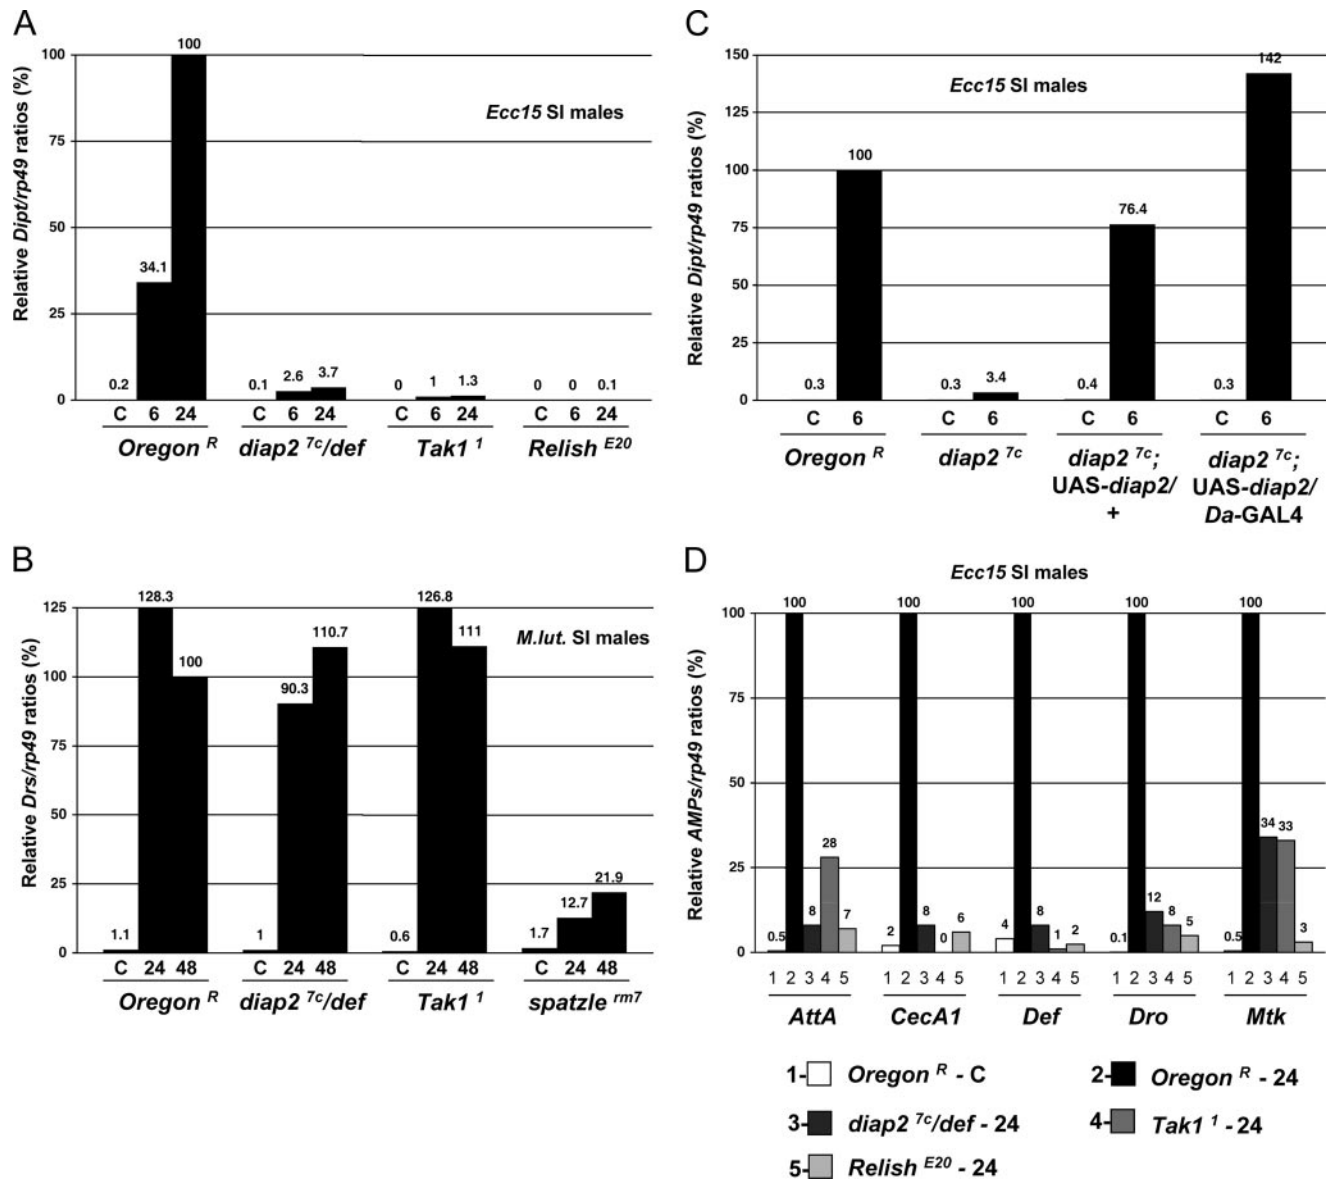 A
Relative Dipt/rp49 ratios (%)
100
75
50
25
0
Ecc15 SI males
0.2 34.1 100 0.1 2.6 3.7 0 1 1.3 0 0 0.1
C 6 24 C 6 24 C 6 24 C 6 24
Oregon R diap2 7c/def Tak1 1 Relish E20
B
Relative Drs/rp49 ratios (%)
125
100
75
50
25
0
M.lut. SI males
1.1 128.3 100 1 90.3 110.7 0.6 126.8 111 1.7 12.7 21.9
C 24 48 C 24 48 C 24 48 C 24 48
Oregon R diap2 7c/def Tak1 1 spatzle rm7
C
Relative Dipt/rp49 ratios (%)
150
125
100
75
50
25
0
Ecc15 SI males
0.3 100 0.3 3.4 0.4 76.4 0.3 142
C 6 C 6 C 6 C 6
Oregon R diap2 7c diap2 7c; diap2 7c;
UAS-diap2/ UAS-diap2/
+ Da-GAL4
D
Ecc15 SI males
Relative AMPs/rp49 ratios (%)
100
75
50
25
0
0.5 100 8 28 7 2 100 8 0 6 4 100 8 1 2 0.1 100 12 8 5 0.5 100 34 33 3
1 2 3 4 5 1 2 3 4 5 1 2 3 4 5 1 2 3 4 5 1 2 3 4 5
AttA CecA1 Def Dro Mtk
1- Oregon R - C 2- Oregon R - 24
3- diap2 7c/def - 24 4- Tak1 1 - 24
5- Relish E20 - 24